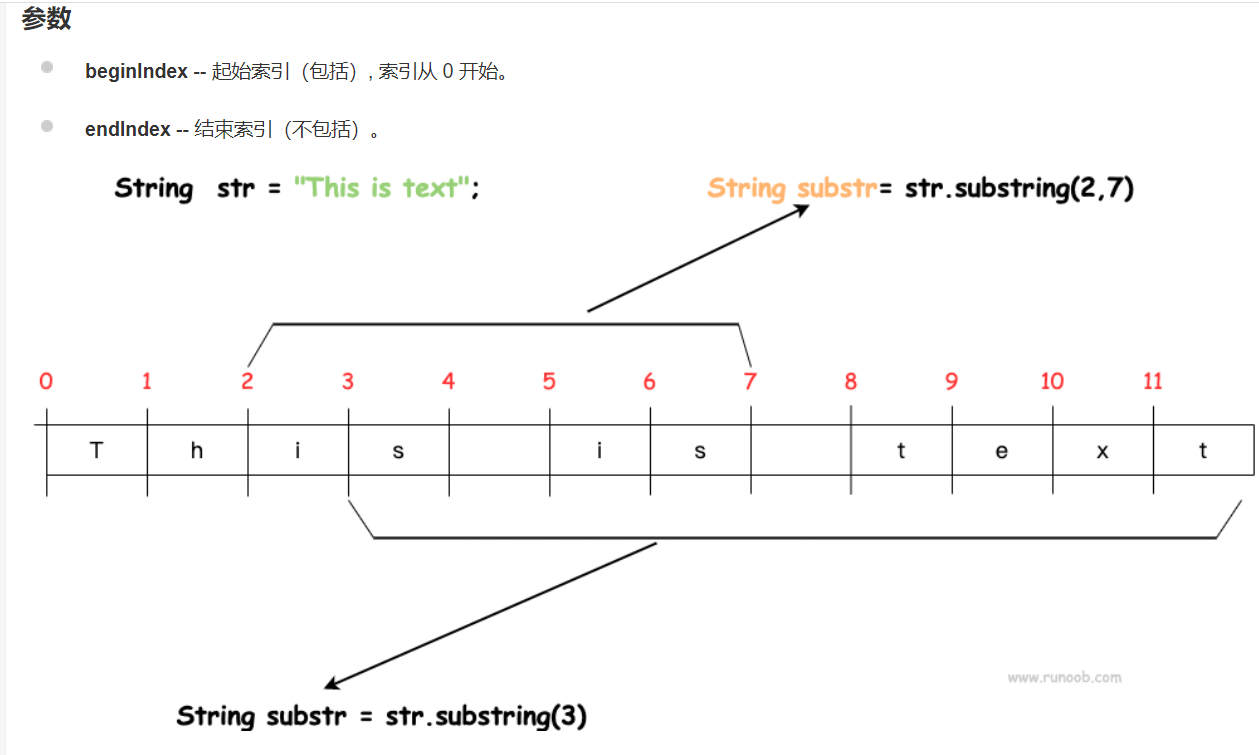 参数
beginIndex -- 起始索引（包括）, 索引从 0 开始。
endIndex -- 结束索引（不包括）。
String str = "This is text"; String substr= str.substring(2,7)
0 1 2 3 4 5 6 7 8 9 10 11
T h i s i s t e x t
www.runoob.com
String substr = str.substring(3)